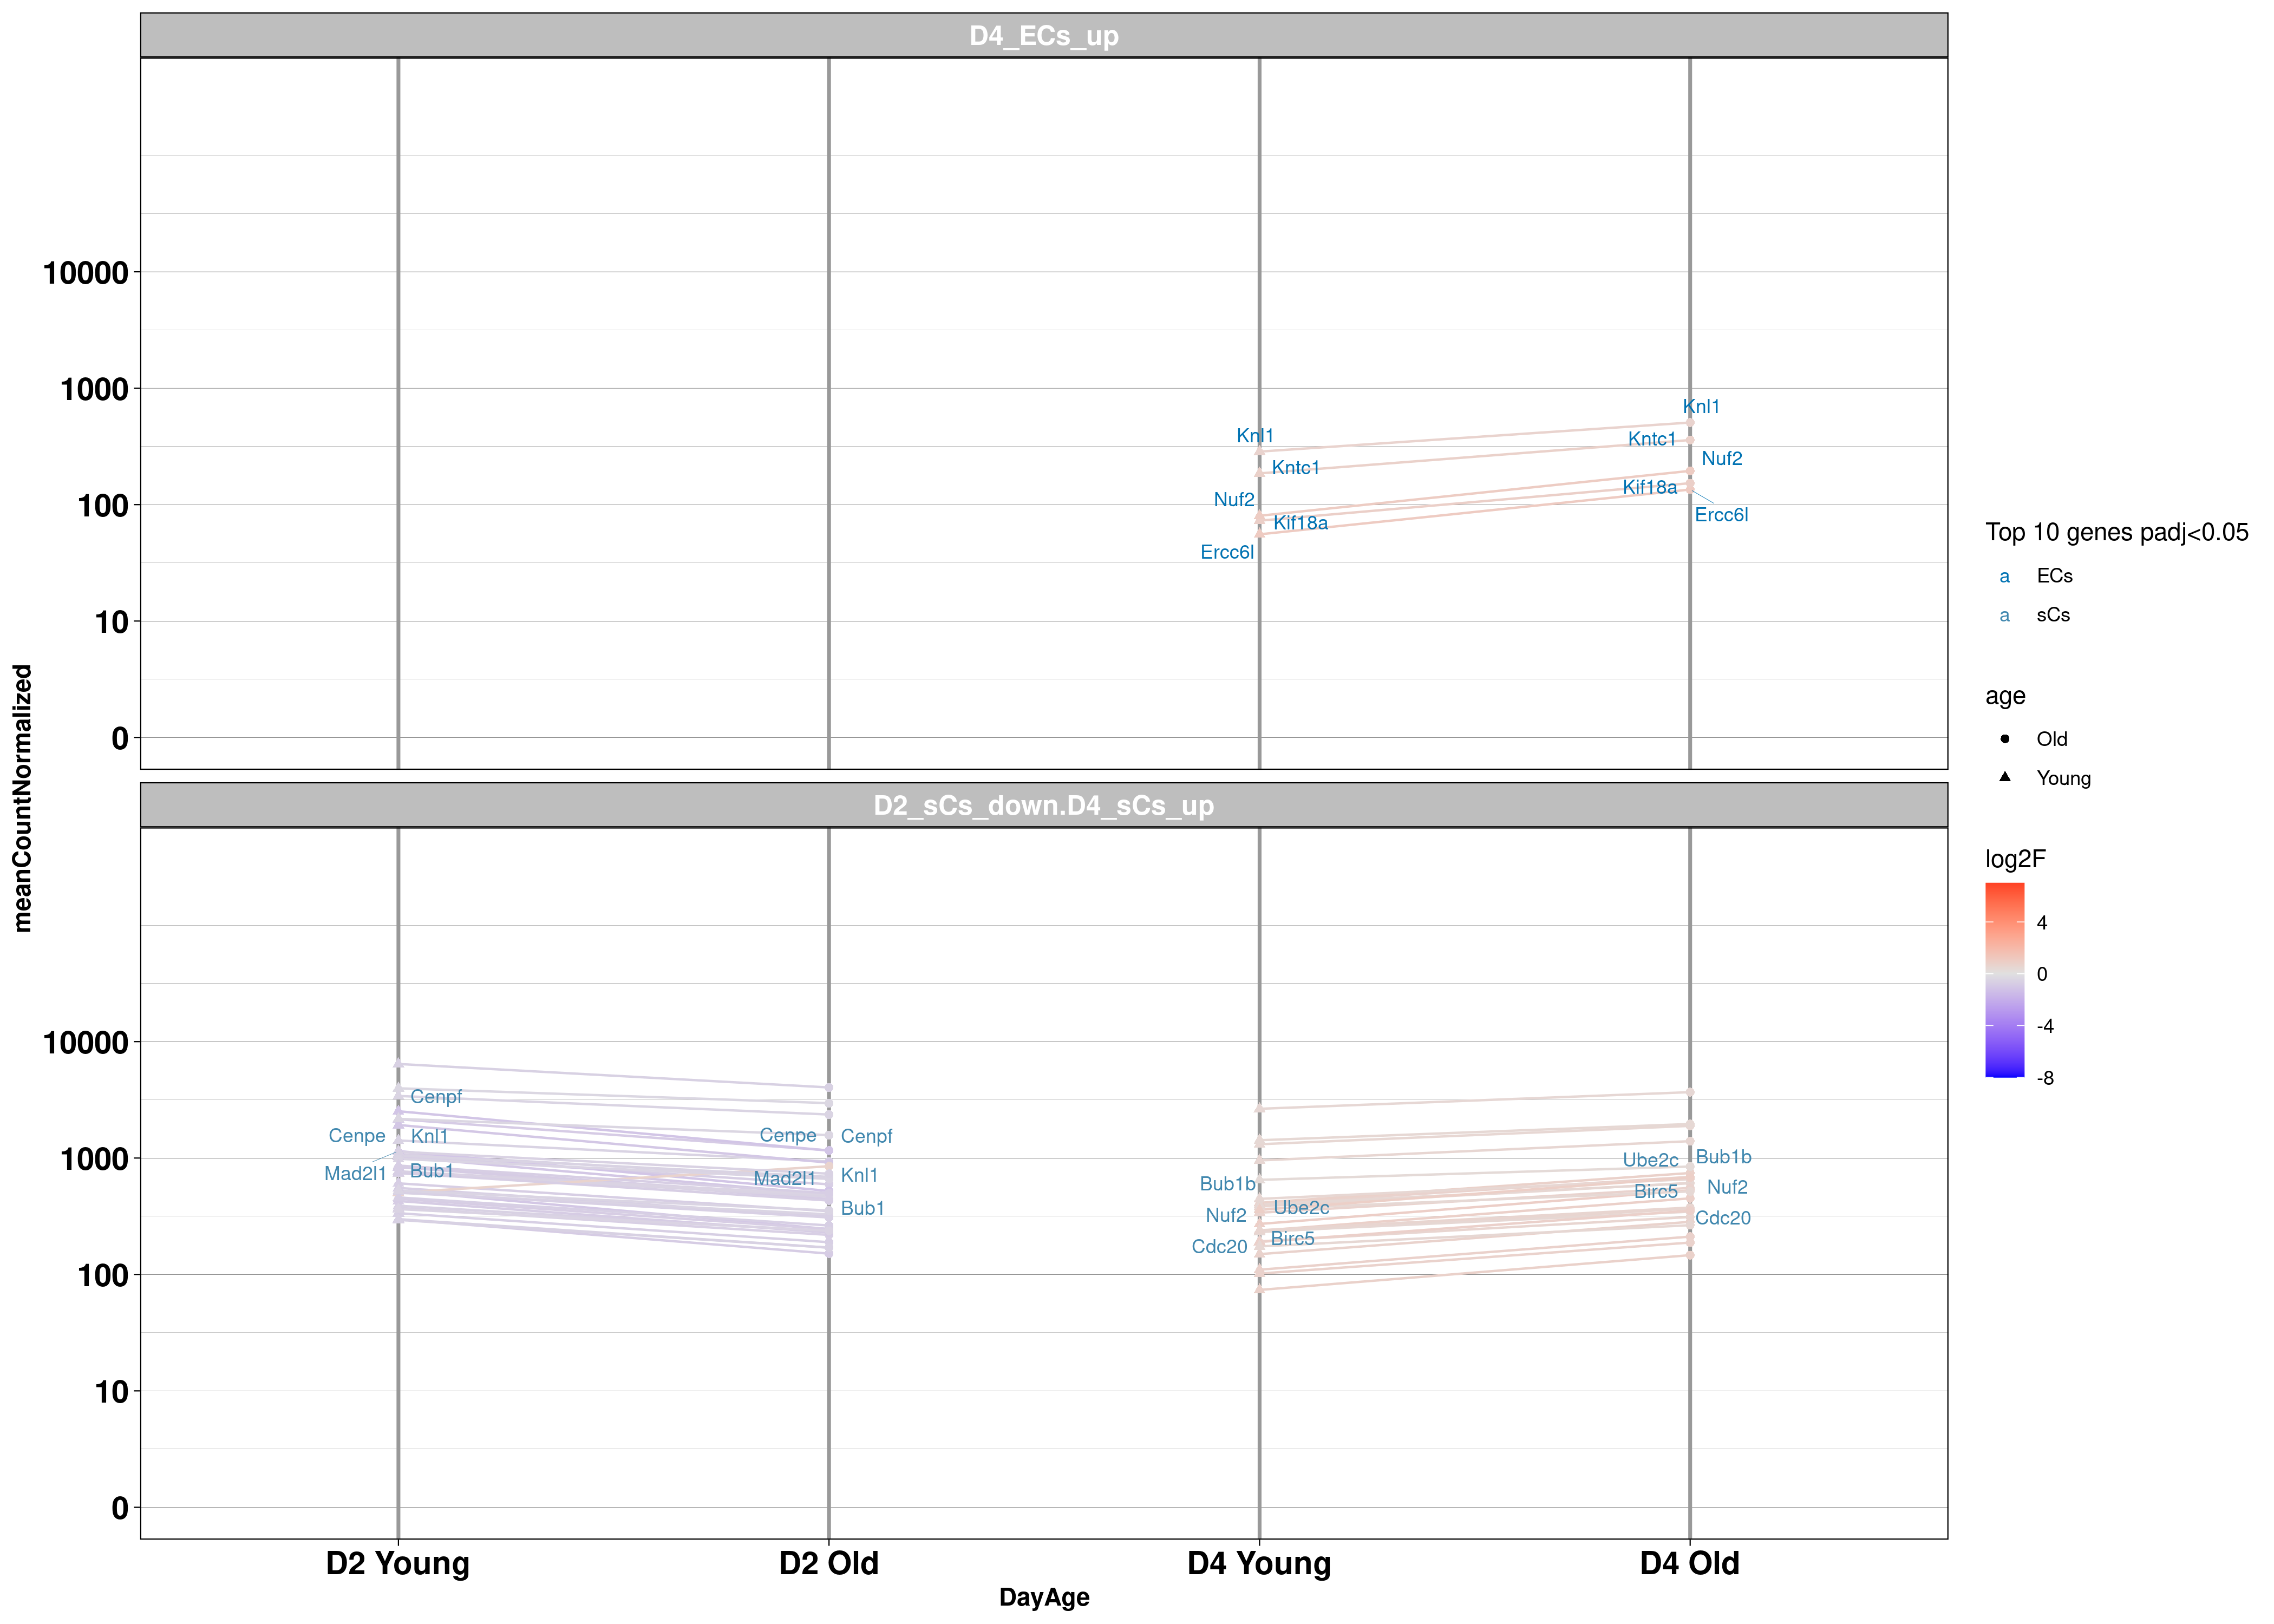 D4_ECs_up
10000
1000
100
10
0
Knl1
Kntc1
Nuf2
Kif18a
Ercc6l
Knl1
Kntc1
Nuf2
Kif18a
Ercc6l
meanCountNormalized
D2_sCs_down.D4_sCs_up
10000
1000
100
10
0
Cenpf
Cenpe
Knl1
Mad2l1
Bub1
Cenpe
Cenpf
Mad2l1
Knl1
Bub1
Bub1b
Ube2c
Nuf2
Birc5
Cdc20
Ube2c
Bub1b
Birc5
Nuf2
Cdc20
D2 Young
D2 Old
D4 Young
D4 Old
DayAge
Top 10 genes padj<0.05
a ECs
a sCs
age
Old
Young
log2F
4
0
-4
-8